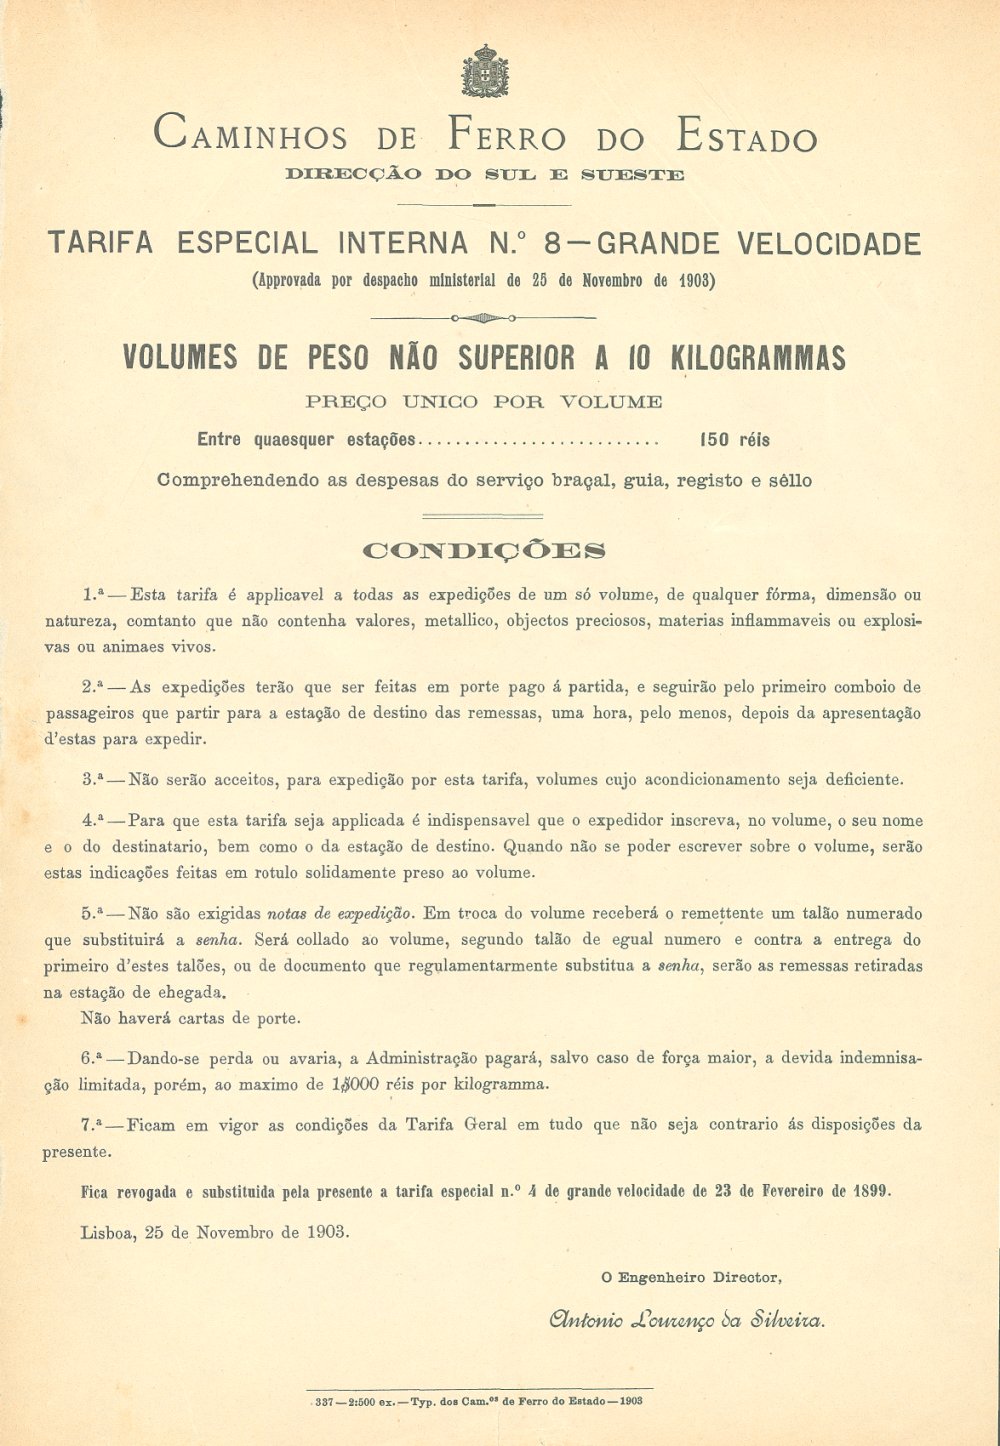 CAMINHOS DE FERRO DO ESTADO
DIRECÇÃO DO SUL E SUESTE
TARIFA ESPECIAL INTERNA N.º 8—GRANDE VELOCIDADE
(Approvada por despacho ministerial de 25 de Novembro de 1903)
VOLUMES DE PESO NÃO SUPERIOR A 10 KILOGRAMMAS
PREÇO UNICO POR VOLUME
Entre quaesquer estações.......................... 150 réis
Comprehendendo as despesas do serviço braçal, guia, registo e sêllo
CONDIÇÕES
1.ª—Esta tarifa é applicavel a todas as expedições de um só volume, de qualquer fórma, dimensão ou
natureza, comtanto que não contenha valores, metallico, objectos preciosos, materias inflammaveis ou explosi-
vas ou animaes vivos.
2.ª—As expedições terão que ser feitas em porte pago á partida, e seguirão pelo primeiro comboio de
passageiros que partir para a estação de destino das remessas, uma hora, pelo menos, depois da apresentação
d'estas para expedir.
3.ª—Não serão acceitos, para expedição por esta tarifa, volumes cujo acondicionamento seja deficiente.
4.ª—Para que esta tarifa seja applicada é indispensavel que o expedidor inscreva, no volume, o seu nome
e o do destinatario, bem como o da estação de destino. Quando não se poder escrever sobre o volume, serão
estas indicações feitas em rotulo solidamente preso ao volume.
5.ª—Não são exigidas notas de expedição. Em troca do volume receberá o remettente um talão numerado
que substituirá a senha. Será collado ao volume, segundo talão de egual numero e contra a entrega do
primeiro d'estes talões, ou de documento que regulamentarmente substitua a senha, serão as remessas retiradas
na estação de ehegada.
Não haverá cartas de porte.
6.ª—Dando-se perda ou avaria, a Administração pagará, salvo caso de força maior, a devida indemnisa-
ção limitada, porém, ao maximo de 1$000 réis por kilogramma.
7.ª—Ficam em vigor as condições da Tarifa Geral em tudo que não seja contrario ás disposições da
presente.
Fica revogada e substituida pela presente a tarifa especial n.º 4 de grande velocidade de 23 de Fevereiro de 1899.
Lisboa, 25 de Novembro de 1903.
O Engenheiro Director,
Antonio Lourenço da Silveira.
337—2:500 ex.—Typ. dos Cam.os de Ferro do Estado—1903